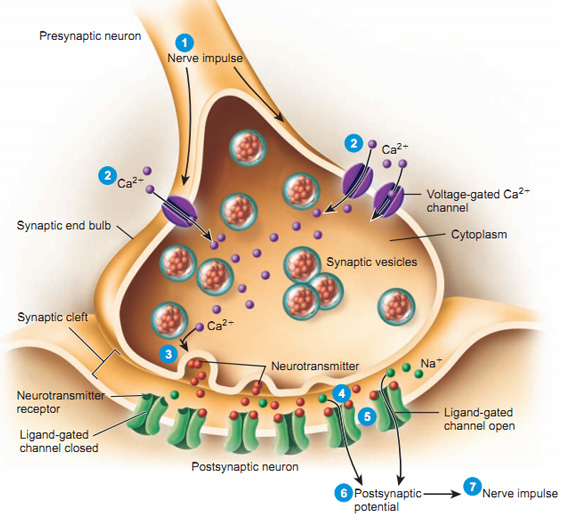 Presynaptic neuron
1
Nerve impulse
2
Ca2+
2
Ca2+
Voltage-gated Ca2+
channel
Synaptic end bulb
Cytoplasm
Synaptic vesicles
Synaptic cleft
Ca2+
3
Neurotransmitter
Na+
Neurotransmitter
receptor
4
5
Ligand-gated
channel open
Ligand-gated
channel closed
Postsynaptic neuron
6 Postsynaptic
potential
7 Nerve impulse